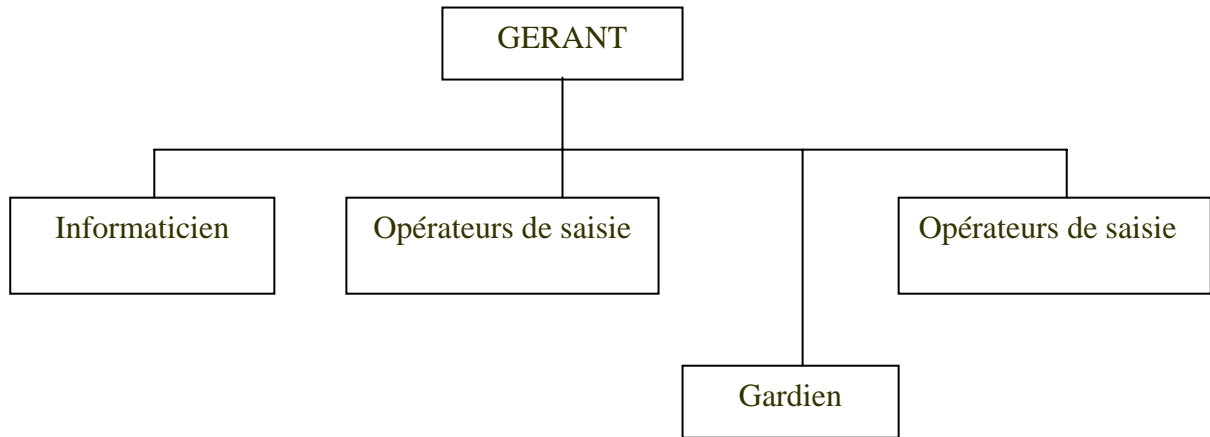 GERANT
Informaticien
Opérateurs de saisie
Opérateurs de saisie
Gardien